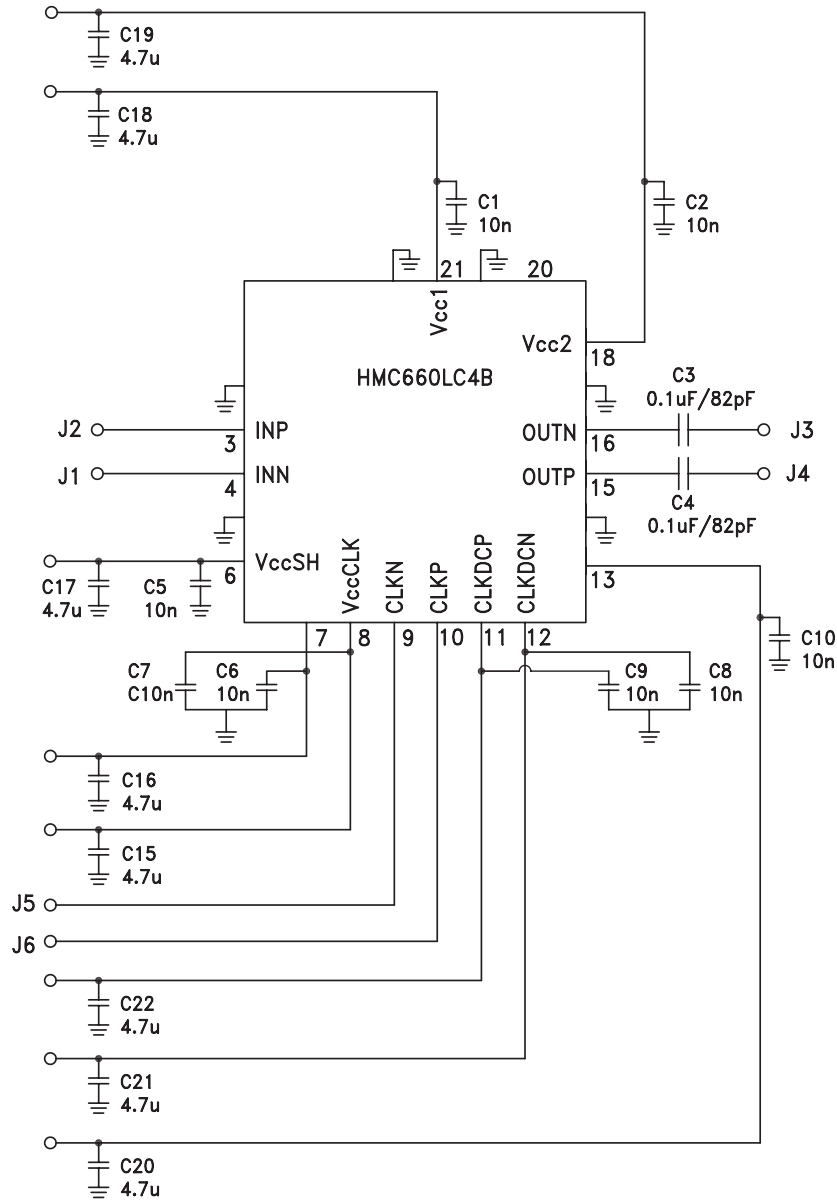 C19
4.7u
C18
4.7u
C1
10n
C2
10n
21
20
Vcc1
Vcc2
18
HMC660LC4B
C3
0.1uF/82pF
J2
INP
3
OUTN
16
J3
J1
INN
4
OUTP
15
J4
C4
0.1uF/82pF
VccSH
6
C17
4.7u
C5
10n
VccCLK
CLKN
CLKP
CLKDCP
CLKDCN
13
7
8
9
10
11
12
C10
10n
C7
C10n
C6
10n
C9
10n
C8
10n
C16
4.7u
C15
4.7u
J5
J6
C22
4.7u
C21
4.7u
C20
4.7u